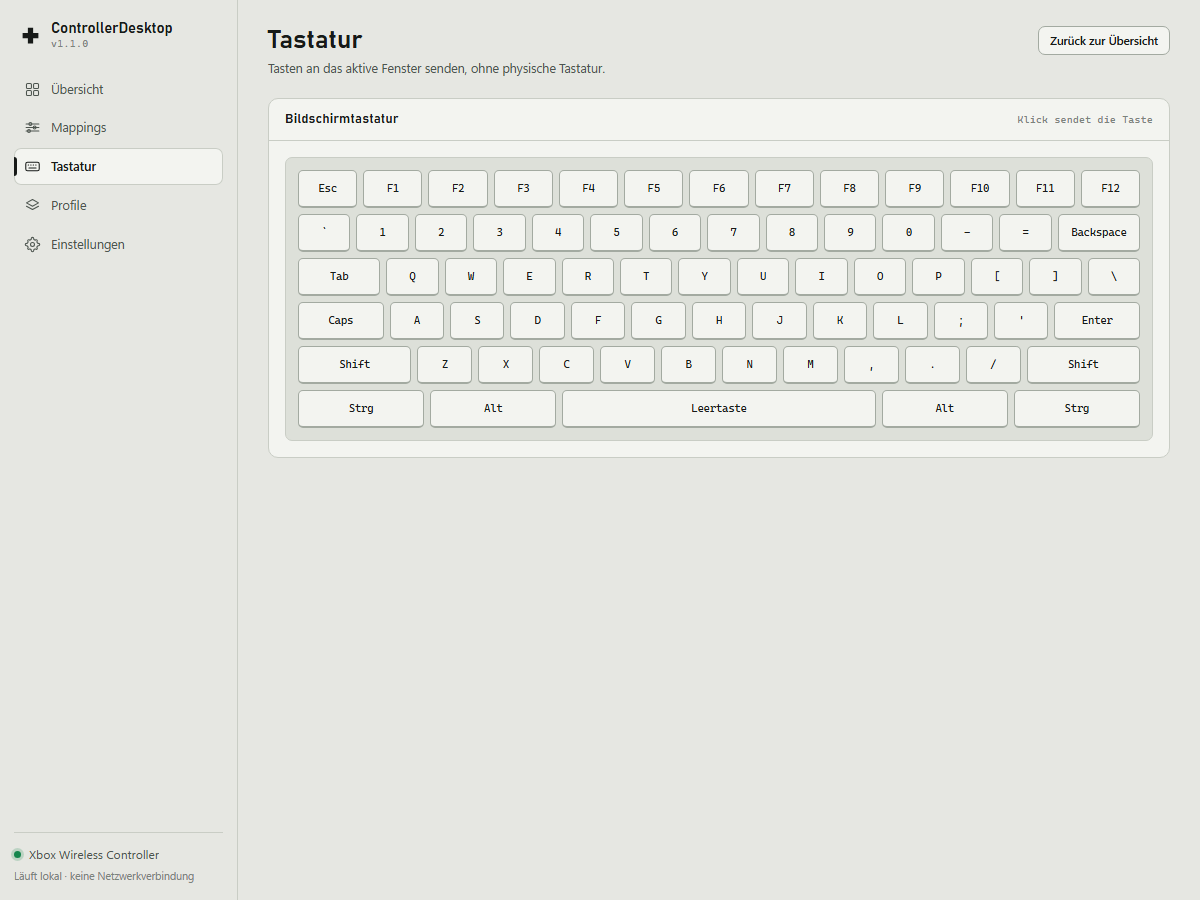 ControllerDesktop
v1.1.0
Übersicht
Mappings
Tastatur
Profile
Einstellungen
Xbox Wireless Controller
Läuft lokal · keine Netzwerkverbindung
Tastatur
Zurück zur Übersicht
Tasten an das aktive Fenster senden, ohne physische Tastatur.
Bildschirmtastatur
Klick sendet die Taste
Esc F1 F2 F3 F4 F5 F6 F7 F8 F9 F10 F11 F12
` 1 2 3 4 5 6 7 8 9 0 - = Backspace
Tab Q W E R T Y U I O P [ ] \
Caps A S D F G H J K L ; ' Enter
Shift Z X C V B N M , . / Shift
Strg Alt Leertaste Alt Strg